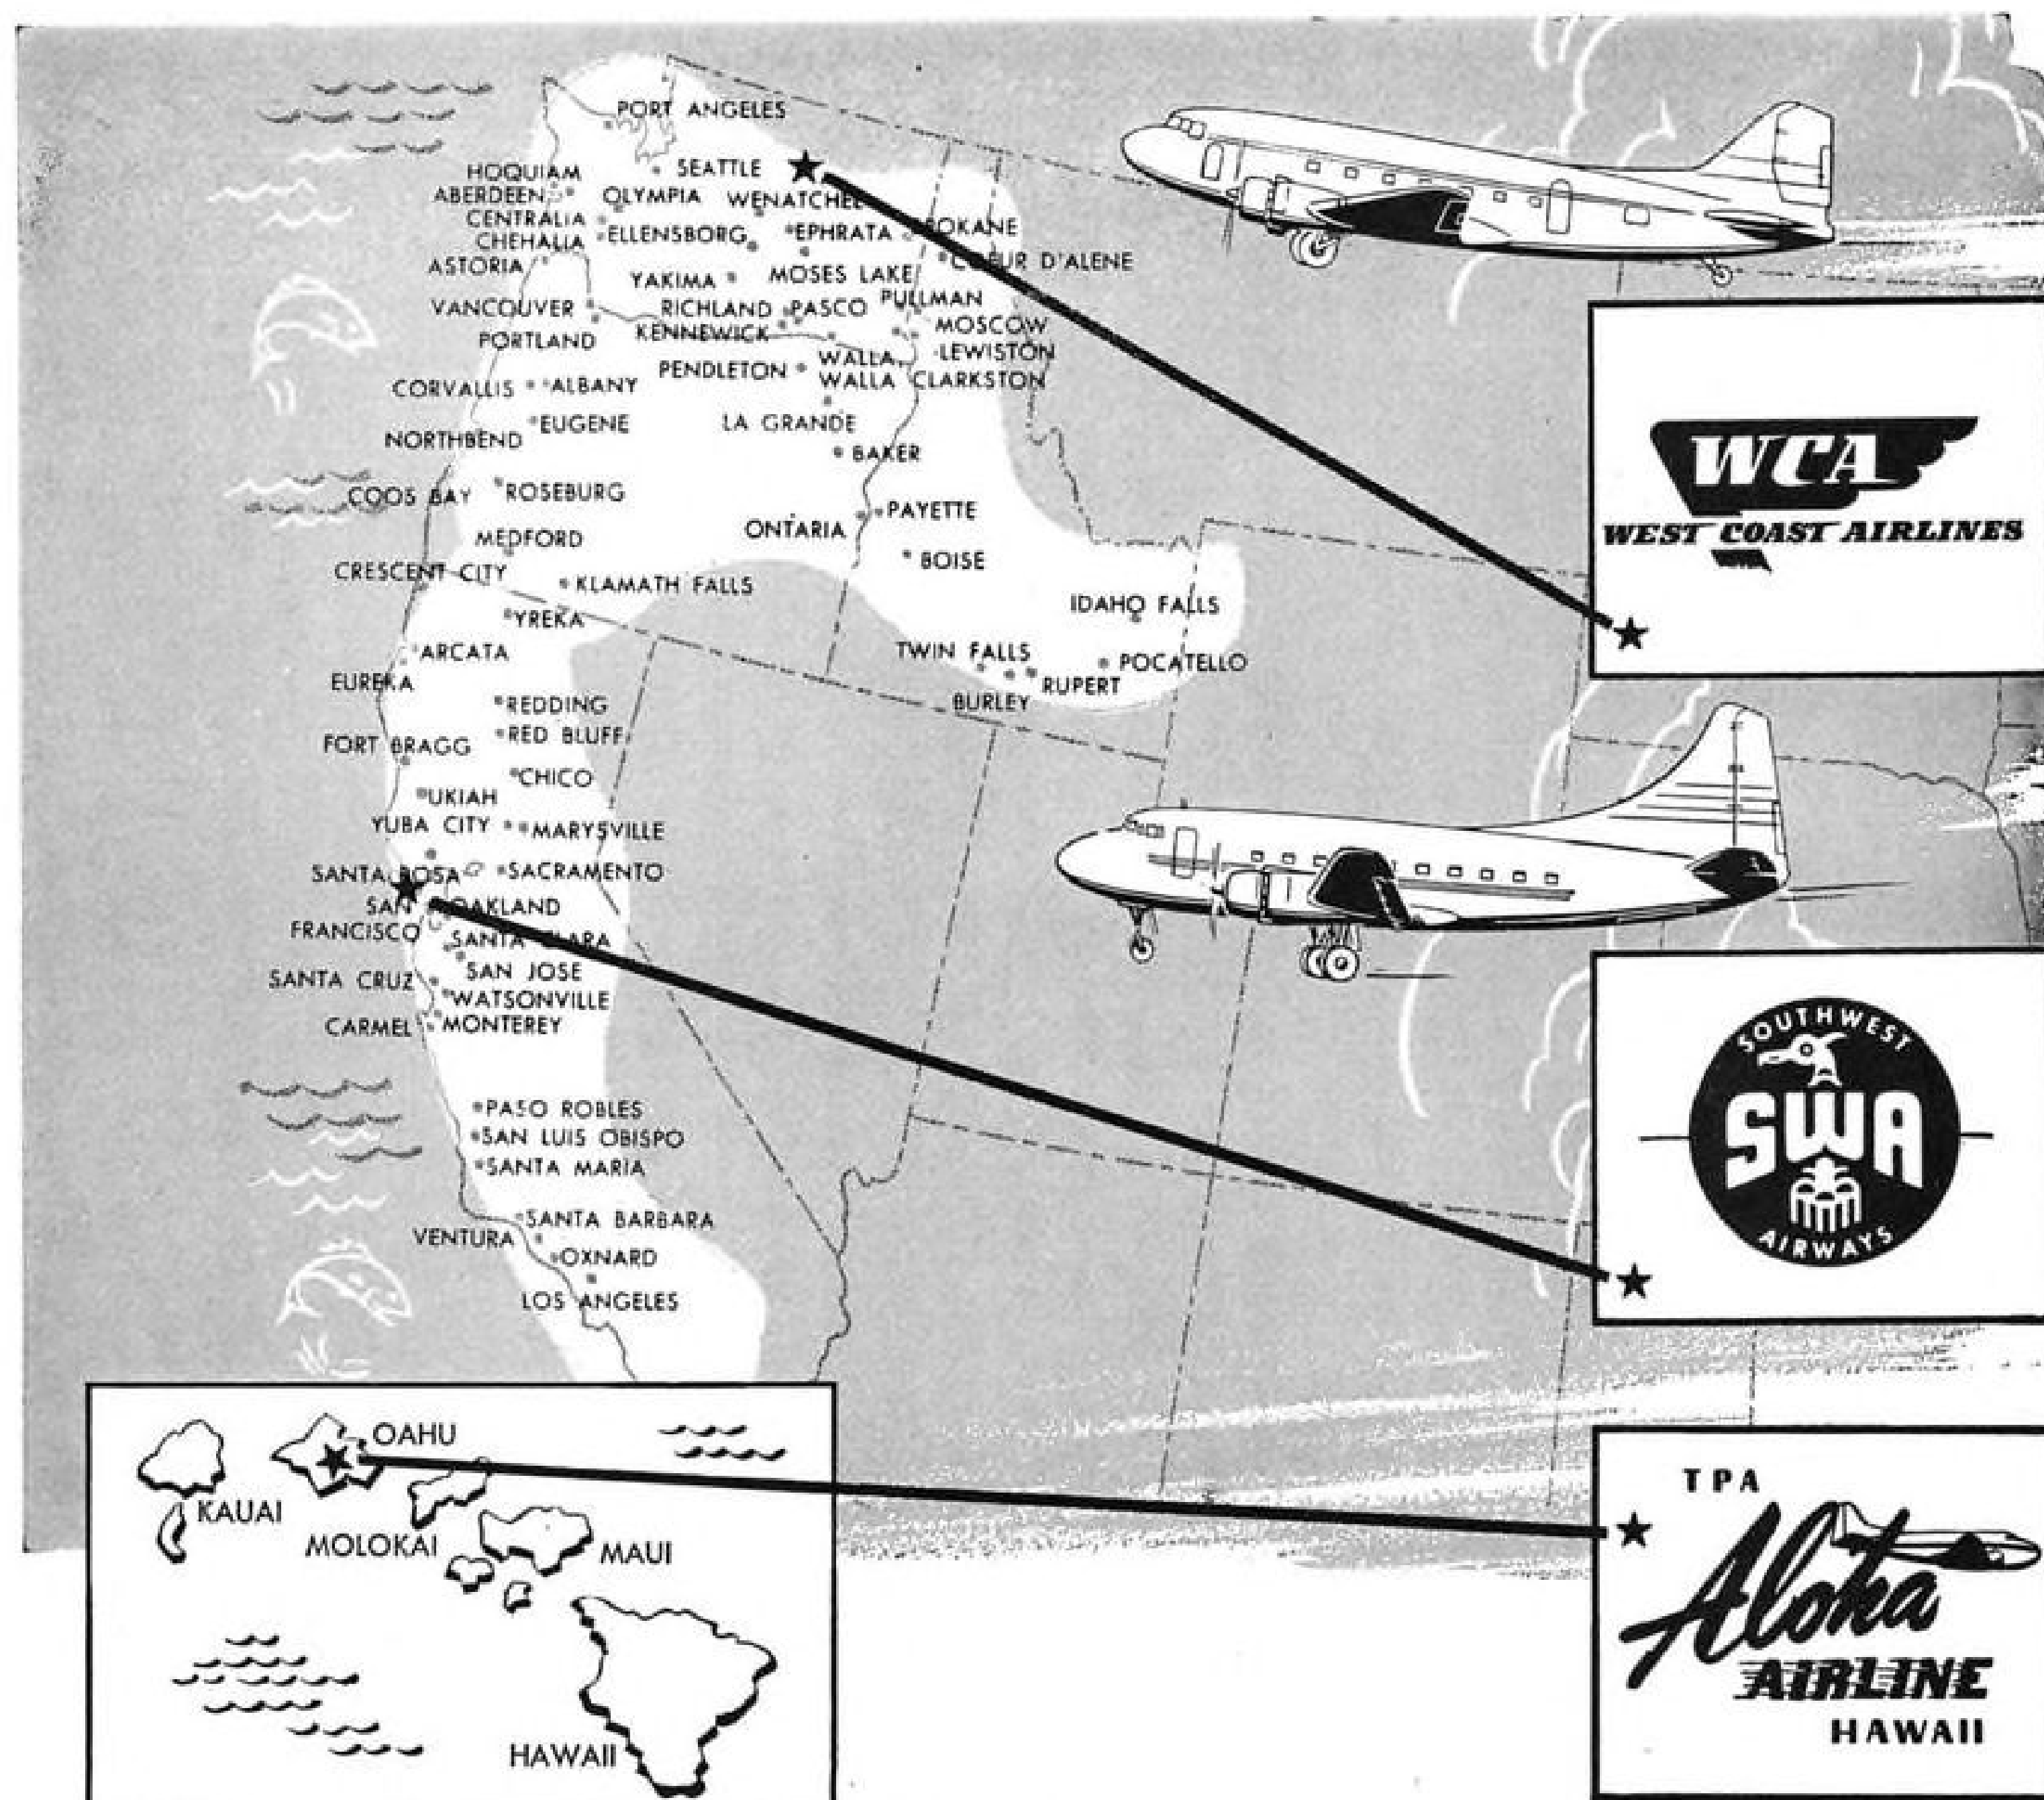 PORT ANGELES
HOQUIAM
SEATTLE
ABERDEEN
OLYMPIA
WENATCHEE
CENTRALIA
CHEHALIA
ELLENSBORG
EPHRATA
SPOKANE
ASTORIA
COEUR D'ALENE
YAKIMA
MOSES LAKE
VANCOUVER
RICHLAND
PASCO
PULLMAN
KENNEWICK
MOSCOW
PORTLAND
WALLA
WALLA
LEWISTON
PENDLETON
CLARKSTON
CORVALLIS
ALBANY
EUGENE
LA GRANDE
NORTHBEND
BAKER
COOS BAY
ROSEBURG
PAYETTE
ONTARIA
MEDFORD
BOISE
CRESCENT CITY
KLAMATH FALLS
IDAHO FALLS
YREKA
ARCATA
TWIN FALLS
POCATELLO
EUREKA
RUPERT
REDDING
BURLEY
RED BLUFF
FORT BRAGG
CHICO
UKIAH
YUBA CITY
MARYSVILLE
SANTA ROSA
SACRAMENTO
SAN
FRANCISCO
OAKLAND
SANTA CLARA
SAN JOSE
SANTA CRUZ
WATSONVILLE
CARMEL
MONTEREY
PASO ROBLES
SAN LUIS OBISPO
SANTA MARIA
SANTA BARBARA
VENTURA
OXNARD
LOS ANGELES
OAHU
KAUAI
MOLOKAI
MAUI
HAWAII
WCA
WEST COAST AIRLINES
SOUTHWEST
SWA
AIRWAYS
TPA
Aloha
AIRLINE
HAWAII